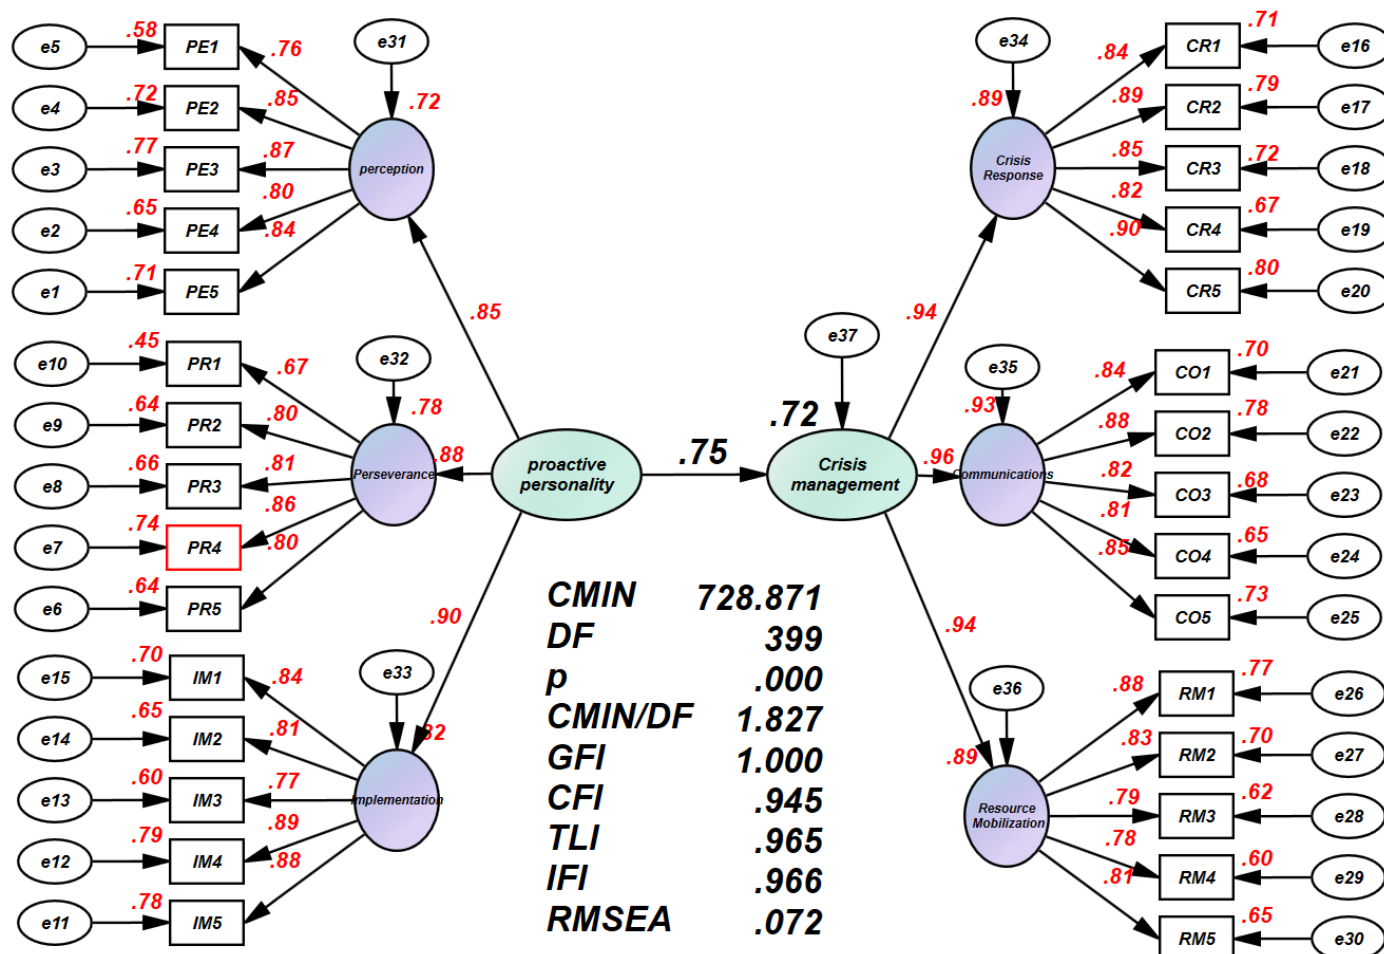 e5 .58 PE1 .76
e4 .72 PE2 .85
e3 .77 PE3 .87
e2 .65 PE4 .80
e1 .71 PE5 .84
e31
.72
perception
.85
e10 .45 PR1 .67
e9 .64 PR2 .80
e8 .66 PR3 .81
e7 .74 PR4 .86
e6 .64 PR5 .80
e32
.78
Perseverance
.88
e15 .70 IM1 .84
e14 .65 IM2 .81
e13 .60 IM3 .77
e12 .79 IM4 .89
e11 .78 IM5 .88
e33
Implementation
.90
proactive
personality
.75
e37
.72
Crisis
management
CMIN 728.871
DF 399
p .000
CMIN/DF 1.827
GFI 1.000
CFI .945
TLI .965
IFI .966
RMSEA .072
e34
.89
Crisis
Response
.94
.84 CR1 .71 e16
.89 CR2 .79 e17
.85 CR3 .72 e18
.82 CR4 .67 e19
.90 CR5 .80 e20
e35
.93
Communications
.96
.84 CO1 .70 e21
.88 CO2 .78 e22
.82 CO3 .68 e23
.81 CO4 .65 e24
.85 CO5 .73 e25
.94
e36
.89
Resource
Mobilization
.88 RM1 .77 e26
.83 RM2 .70 e27
.79 RM3 .62 e28
.78 RM4 .60 e29
.81 RM5 .65 e30